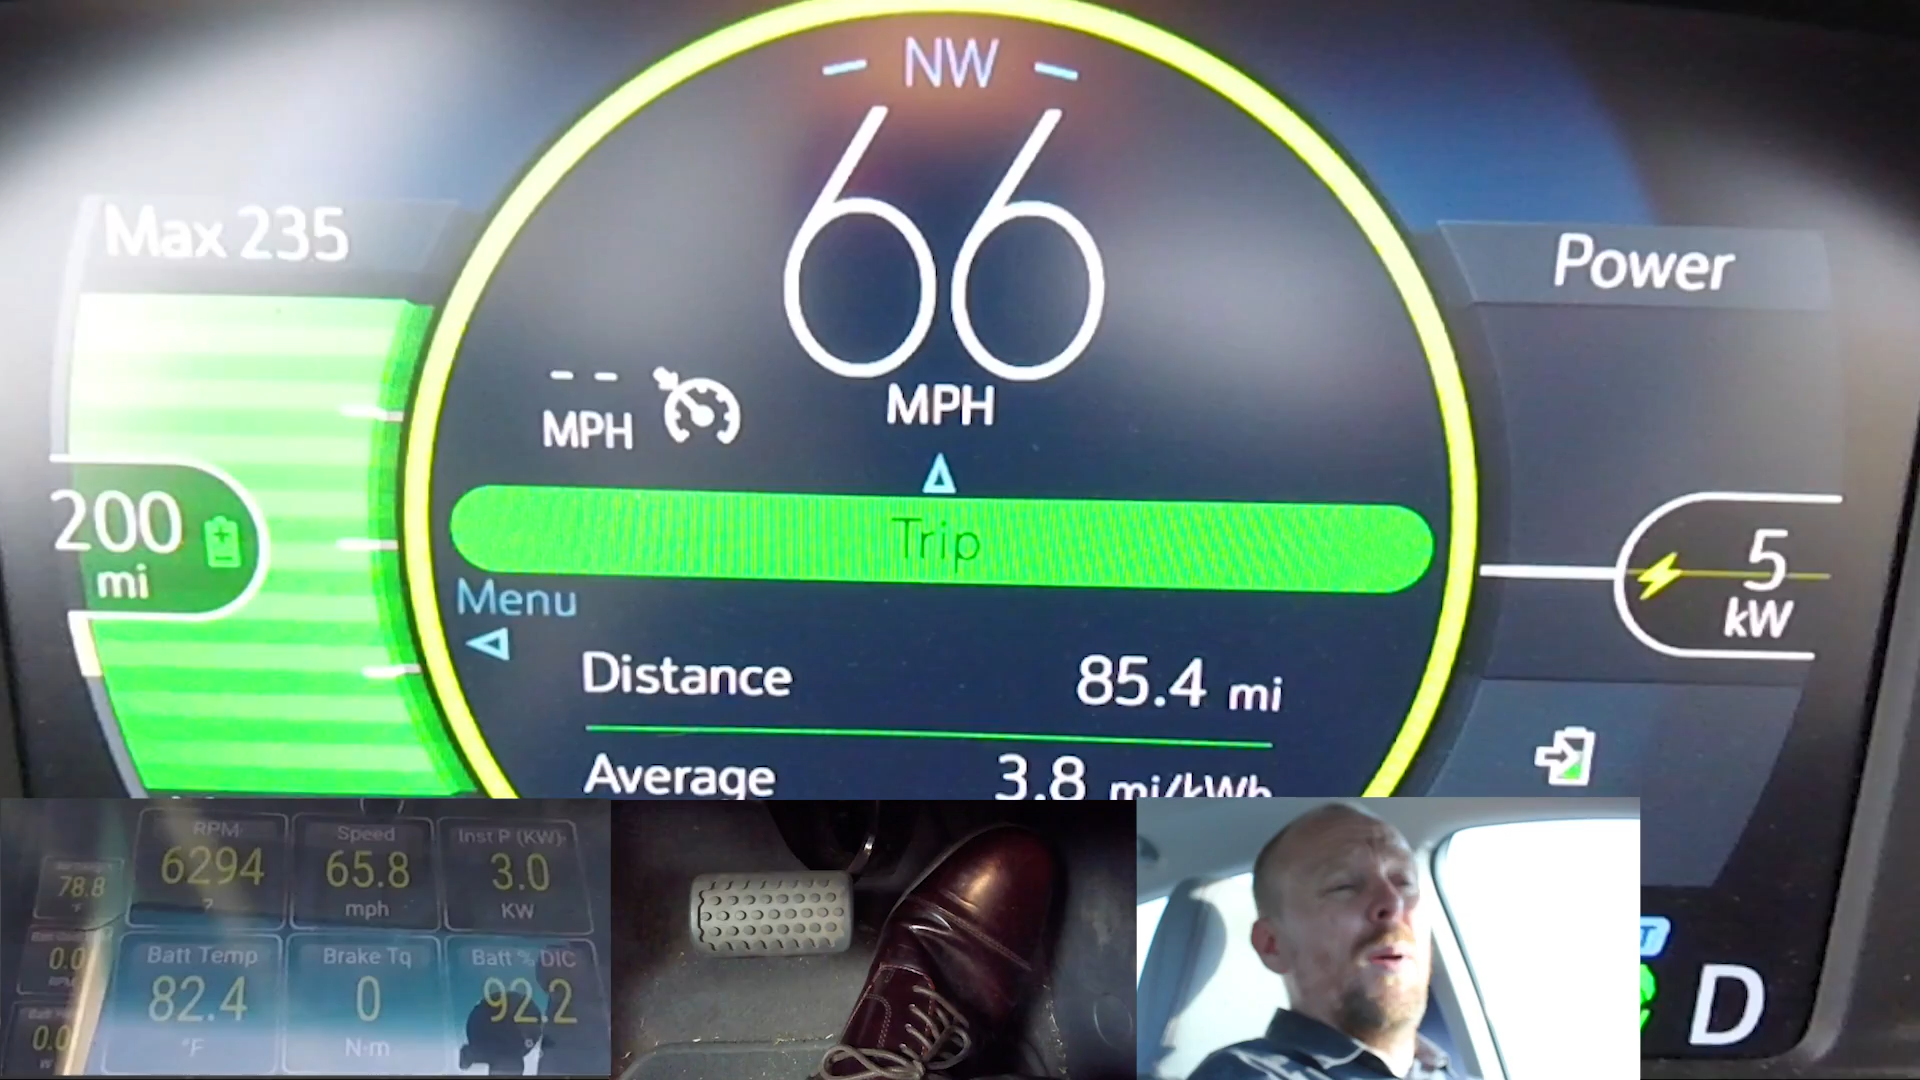 NW
66
MPH
Max 235
Power
-- MPH
200
mi
Trip
5
kW
Menu
Distance 85.4 mi
Average 3.8 mi/kWh
RPM
6294
Speed
65.8
mph
Inst P (KW)
3.0
KW
78.8
°F
Batt Temp
82.4
°F
Brake Tq
0
N·m
Batt % DIC
92.2
%
0.0
RPM
0.0
W
D